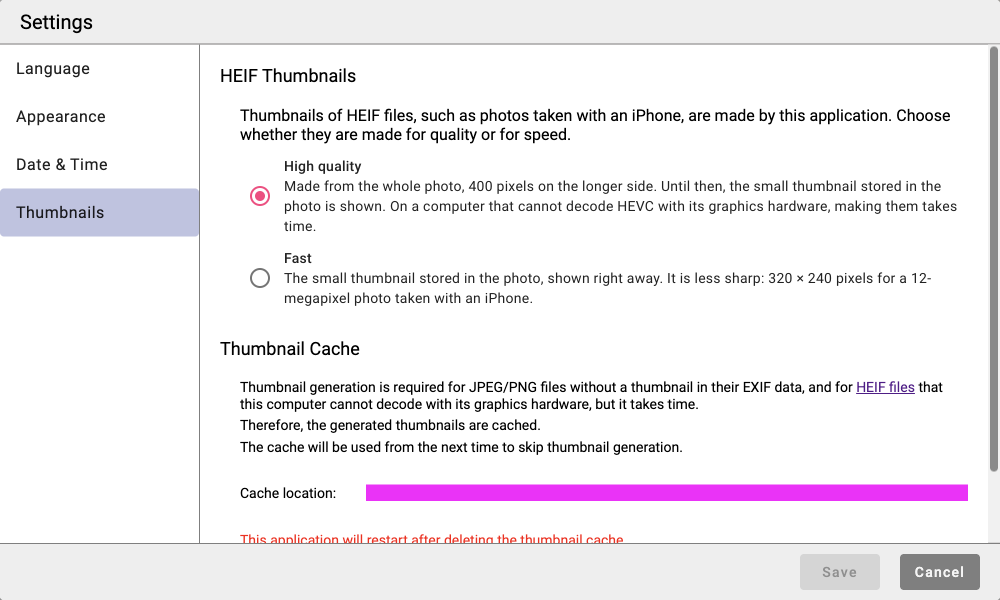 Settings
Language
Appearance
Date & Time
Thumbnails
HEIF Thumbnails
Thumbnails of HEIF files, such as photos taken with an iPhone, are made by this application. Choose
whether they are made for quality or for speed.
High quality
Made from the whole photo, 400 pixels on the longer side. Until then, the small thumbnail stored in the
photo is shown. On a computer that cannot decode HEVC with its graphics hardware, making them takes
time.
Fast
The small thumbnail stored in the photo, shown right away. It is less sharp: 320 × 240 pixels for a 12-
megapixel photo taken with an iPhone.
Thumbnail Cache
Thumbnail generation is required for JPEG/PNG files without a thumbnail in their EXIF data, and for HEIF files that
this computer cannot decode with its graphics hardware, but it takes time.
Therefore, the generated thumbnails are cached.
The cache will be used from the next time to skip thumbnail generation.
Cache location:
This application will restart after deleting the thumbnail cache.
Save
Cancel